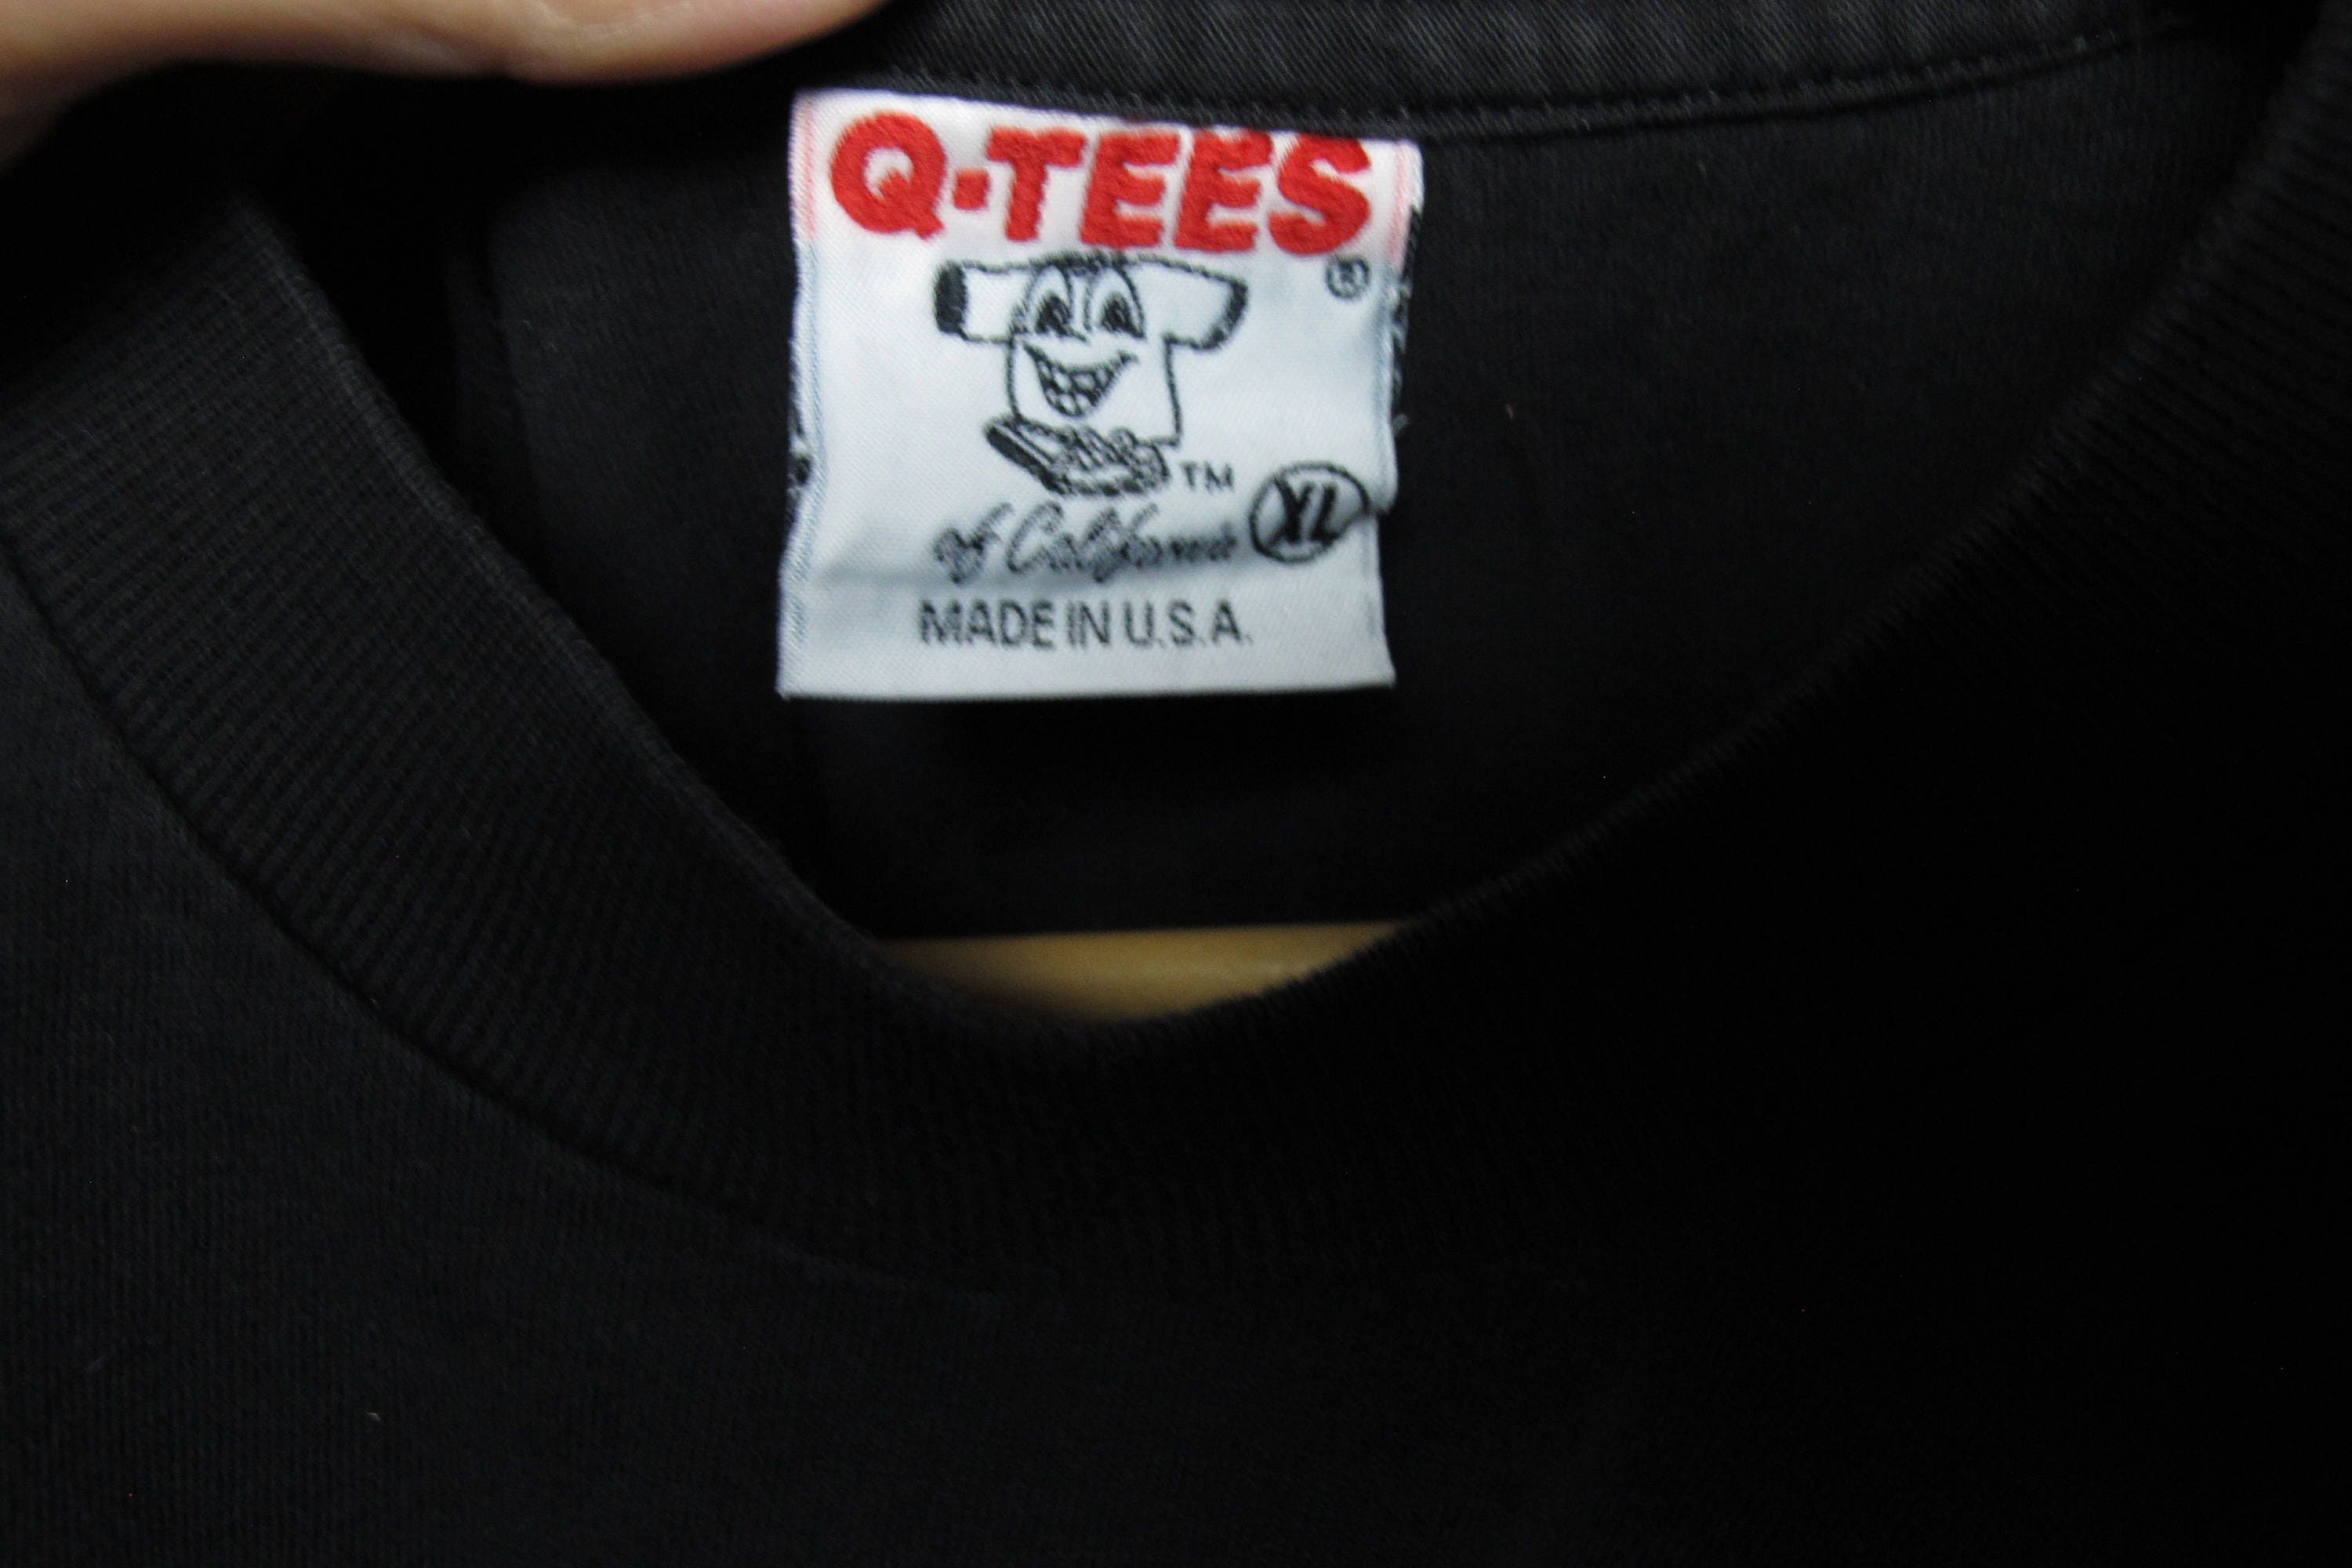 Q-TEES
®
TM
of California XL
MADE IN U.S.A.